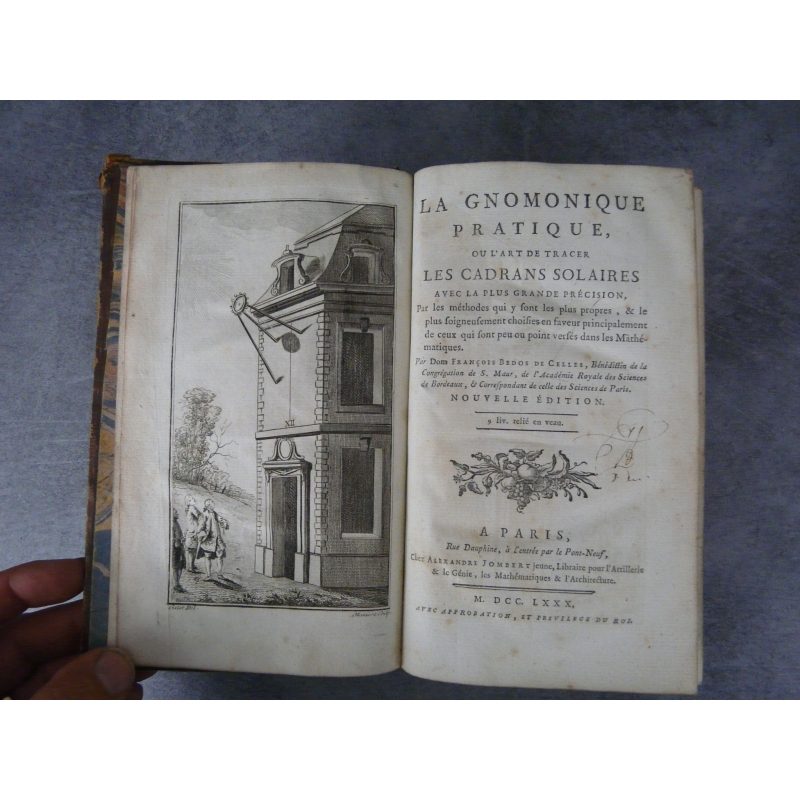 XII
LA GNOMONIQUE
PRATIQUE,
OU L'ART DE TRACER
LES CADRANS SOLAIRES
AVEC LA PLUS GRANDE PRÉCISION,
Par les méthodes qui y sont les plus propres, & le
plus soigneusement choisies en faveur principalement
de ceux qui sont peu ou point versés dans les Mathé-
matiques.
Par Dom FRANÇOIS BEDOS DE CELLES, Bénédictin de la
Congrégation de S. Maur, de l'Académie Royale des Sciences
de Bordeaux, & Correspondant de celle des Sciences de Paris.
NOUVELLE ÉDITION.
9 liv. relié en veau.
A PARIS,
Rue Dauphine, à l'entrée par le Pont-Neuf,
Chez ALEXANDRE JOMBERT jeune, Libraire pour l'Artillerie
& le Génie, les Mathématiques & l'Architecture.
M. DCC. LXXX.
AVEC APPROBATION, ET PRIVILEGE DU ROI.